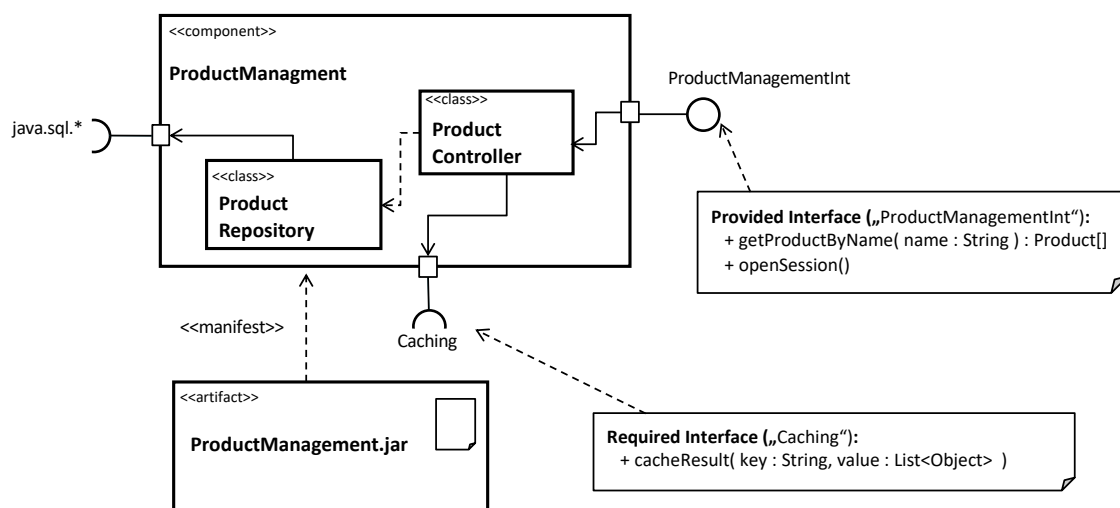 <<component>>
ProductManagment
ProductManagementInt
<<class>>
Product
Controller
java.sql.*
<<class>>
Product
Repository
Provided Interface („ProductManagementInt“):
+ getProductByName( name : String ) : Product[]
+ openSession()
<<manifest>>
Caching
<<artifact>>
ProductManagement.jar
Required Interface („Caching“):
+ cacheResult( key : String, value : List<Object> )